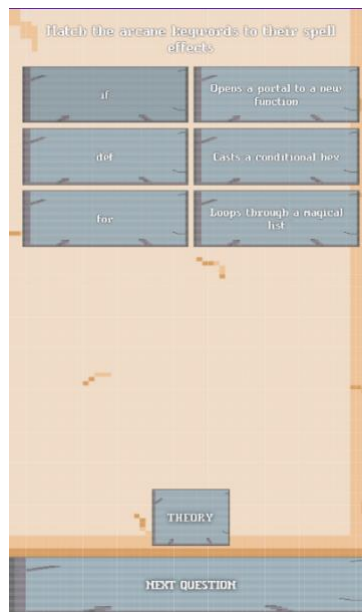 Match the arcane keywords to their spell
effects
if
Opens a portal to a new
function
def
Casts a conditional hex
for
Loops through a magical
list
THEORY
NEXT QUESTION